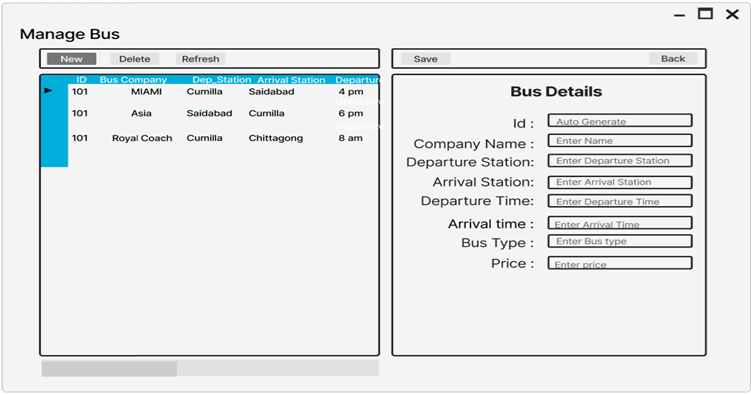 Manage Bus
New Delete Refresh
Save Back
ID Bus Company Dep_Station Arrival Station Departure
101 MIAMI Cumilla Saidabad 4 pm
Departure
101 Asia Saidabad Cumilla 6 pm
Departure
101 Royal Coach Cumilla Chittagong 8 am
Bus Details
Id : Auto Generate
Company Name : Enter Name
Departure Station: Enter Departure Station
Arrival Station: Enter Arrival Station
Departure Time: Enter Departure Time
Arrival time : Enter Arrival Time
Bus Type : Enter Bus type
Price : Enter price